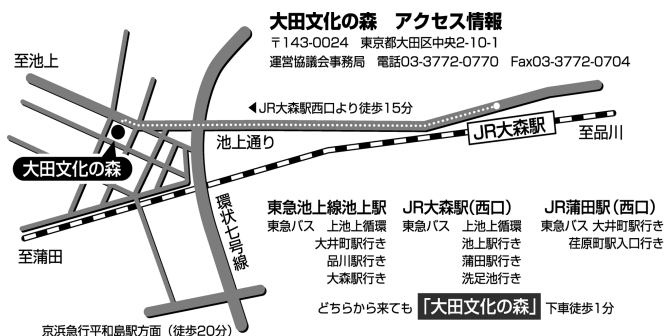 大田文化の森　アクセス情報
〒143-0024　東京都大田区中央2-10-1
運営協議会事務局　電話03-3772-0770　Fax03-3772-0704
至池上
◀JR大森駅西口より徒歩15分
池上通り
JR大森駅
至品川
大田文化の森
環状七号線
至蒲田
東急池上線池上駅
東急バス　上池上循環
大井町駅行き
品川駅行き
大森駅行き
JR大森駅(西口)
東急バス　上池上循環
池上駅行き
蒲田駅行き
洗足池行き
JR蒲田駅(西口)
東急バス 大井町駅行き
荏原町駅入口行き
どちらから来ても「大田文化の森」下車徒歩1分
京浜急行平和島駅方面（徒歩20分）